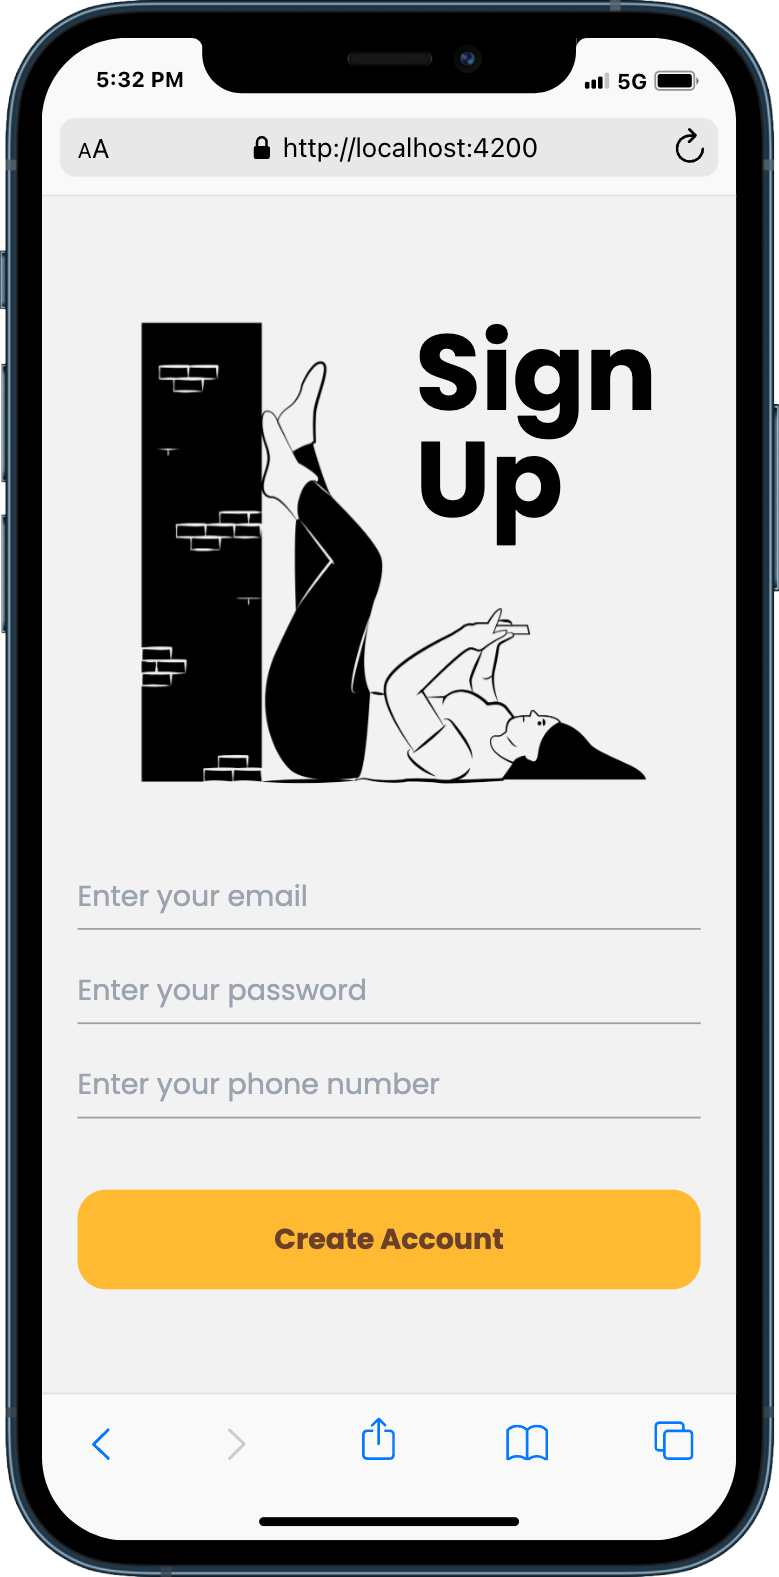 5:32 PM
5G
AA
http://localhost:4200
Sign
Up
Enter your email
Enter your password
Enter your phone number
Create Account